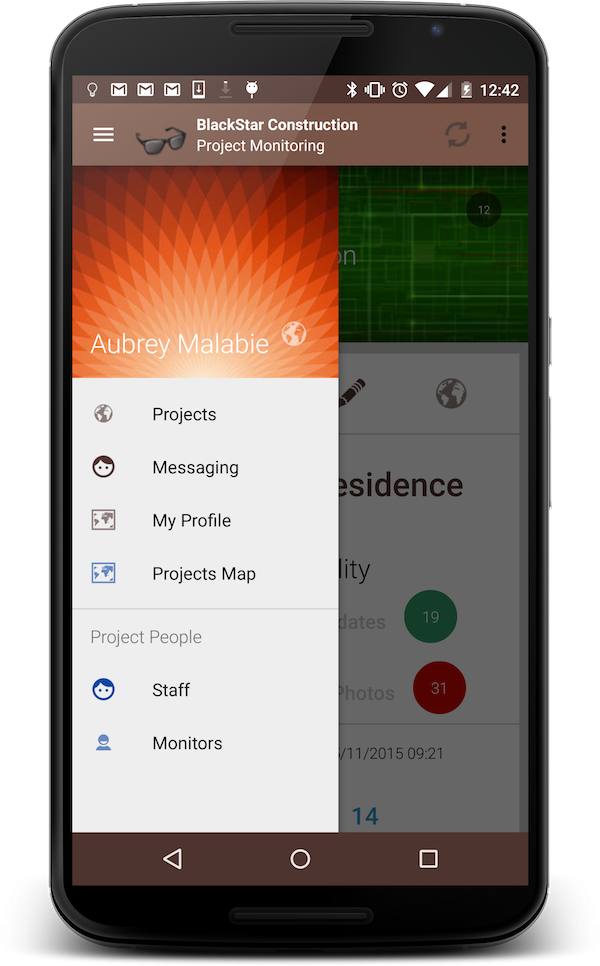 12:42
BlackStar Construction
Project Monitoring
12
on
Aubrey Malabie
Projects
Messaging
esidence
My Profile
lity
Projects Map
dates
19
Project People
Photos
31
Staff
Monitors
/11/2015 09:21
14